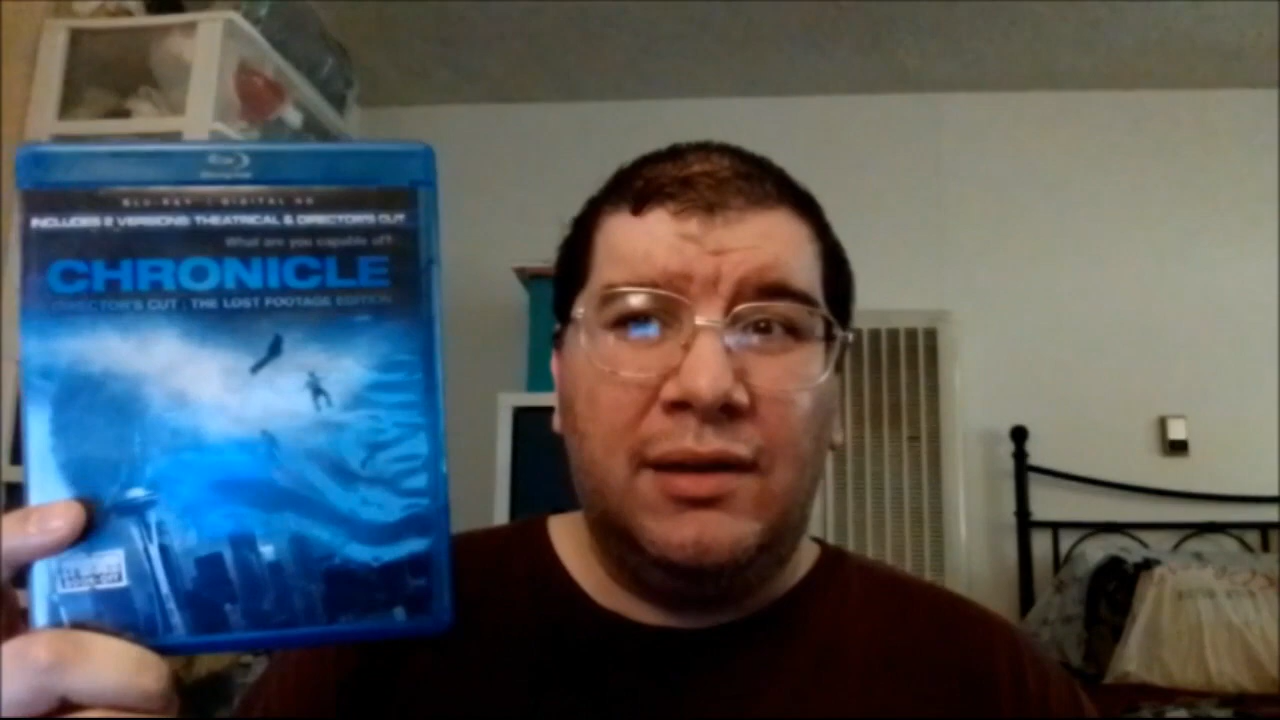 BLU-RAY | DIGITAL HD
INCLUDES 2 VERSIONS: THEATRICAL & DIRECTOR'S CUT
What are you capable of?
CHRONICLE
DIRECTOR'S CUT: THE LOST FOOTAGE EDITION